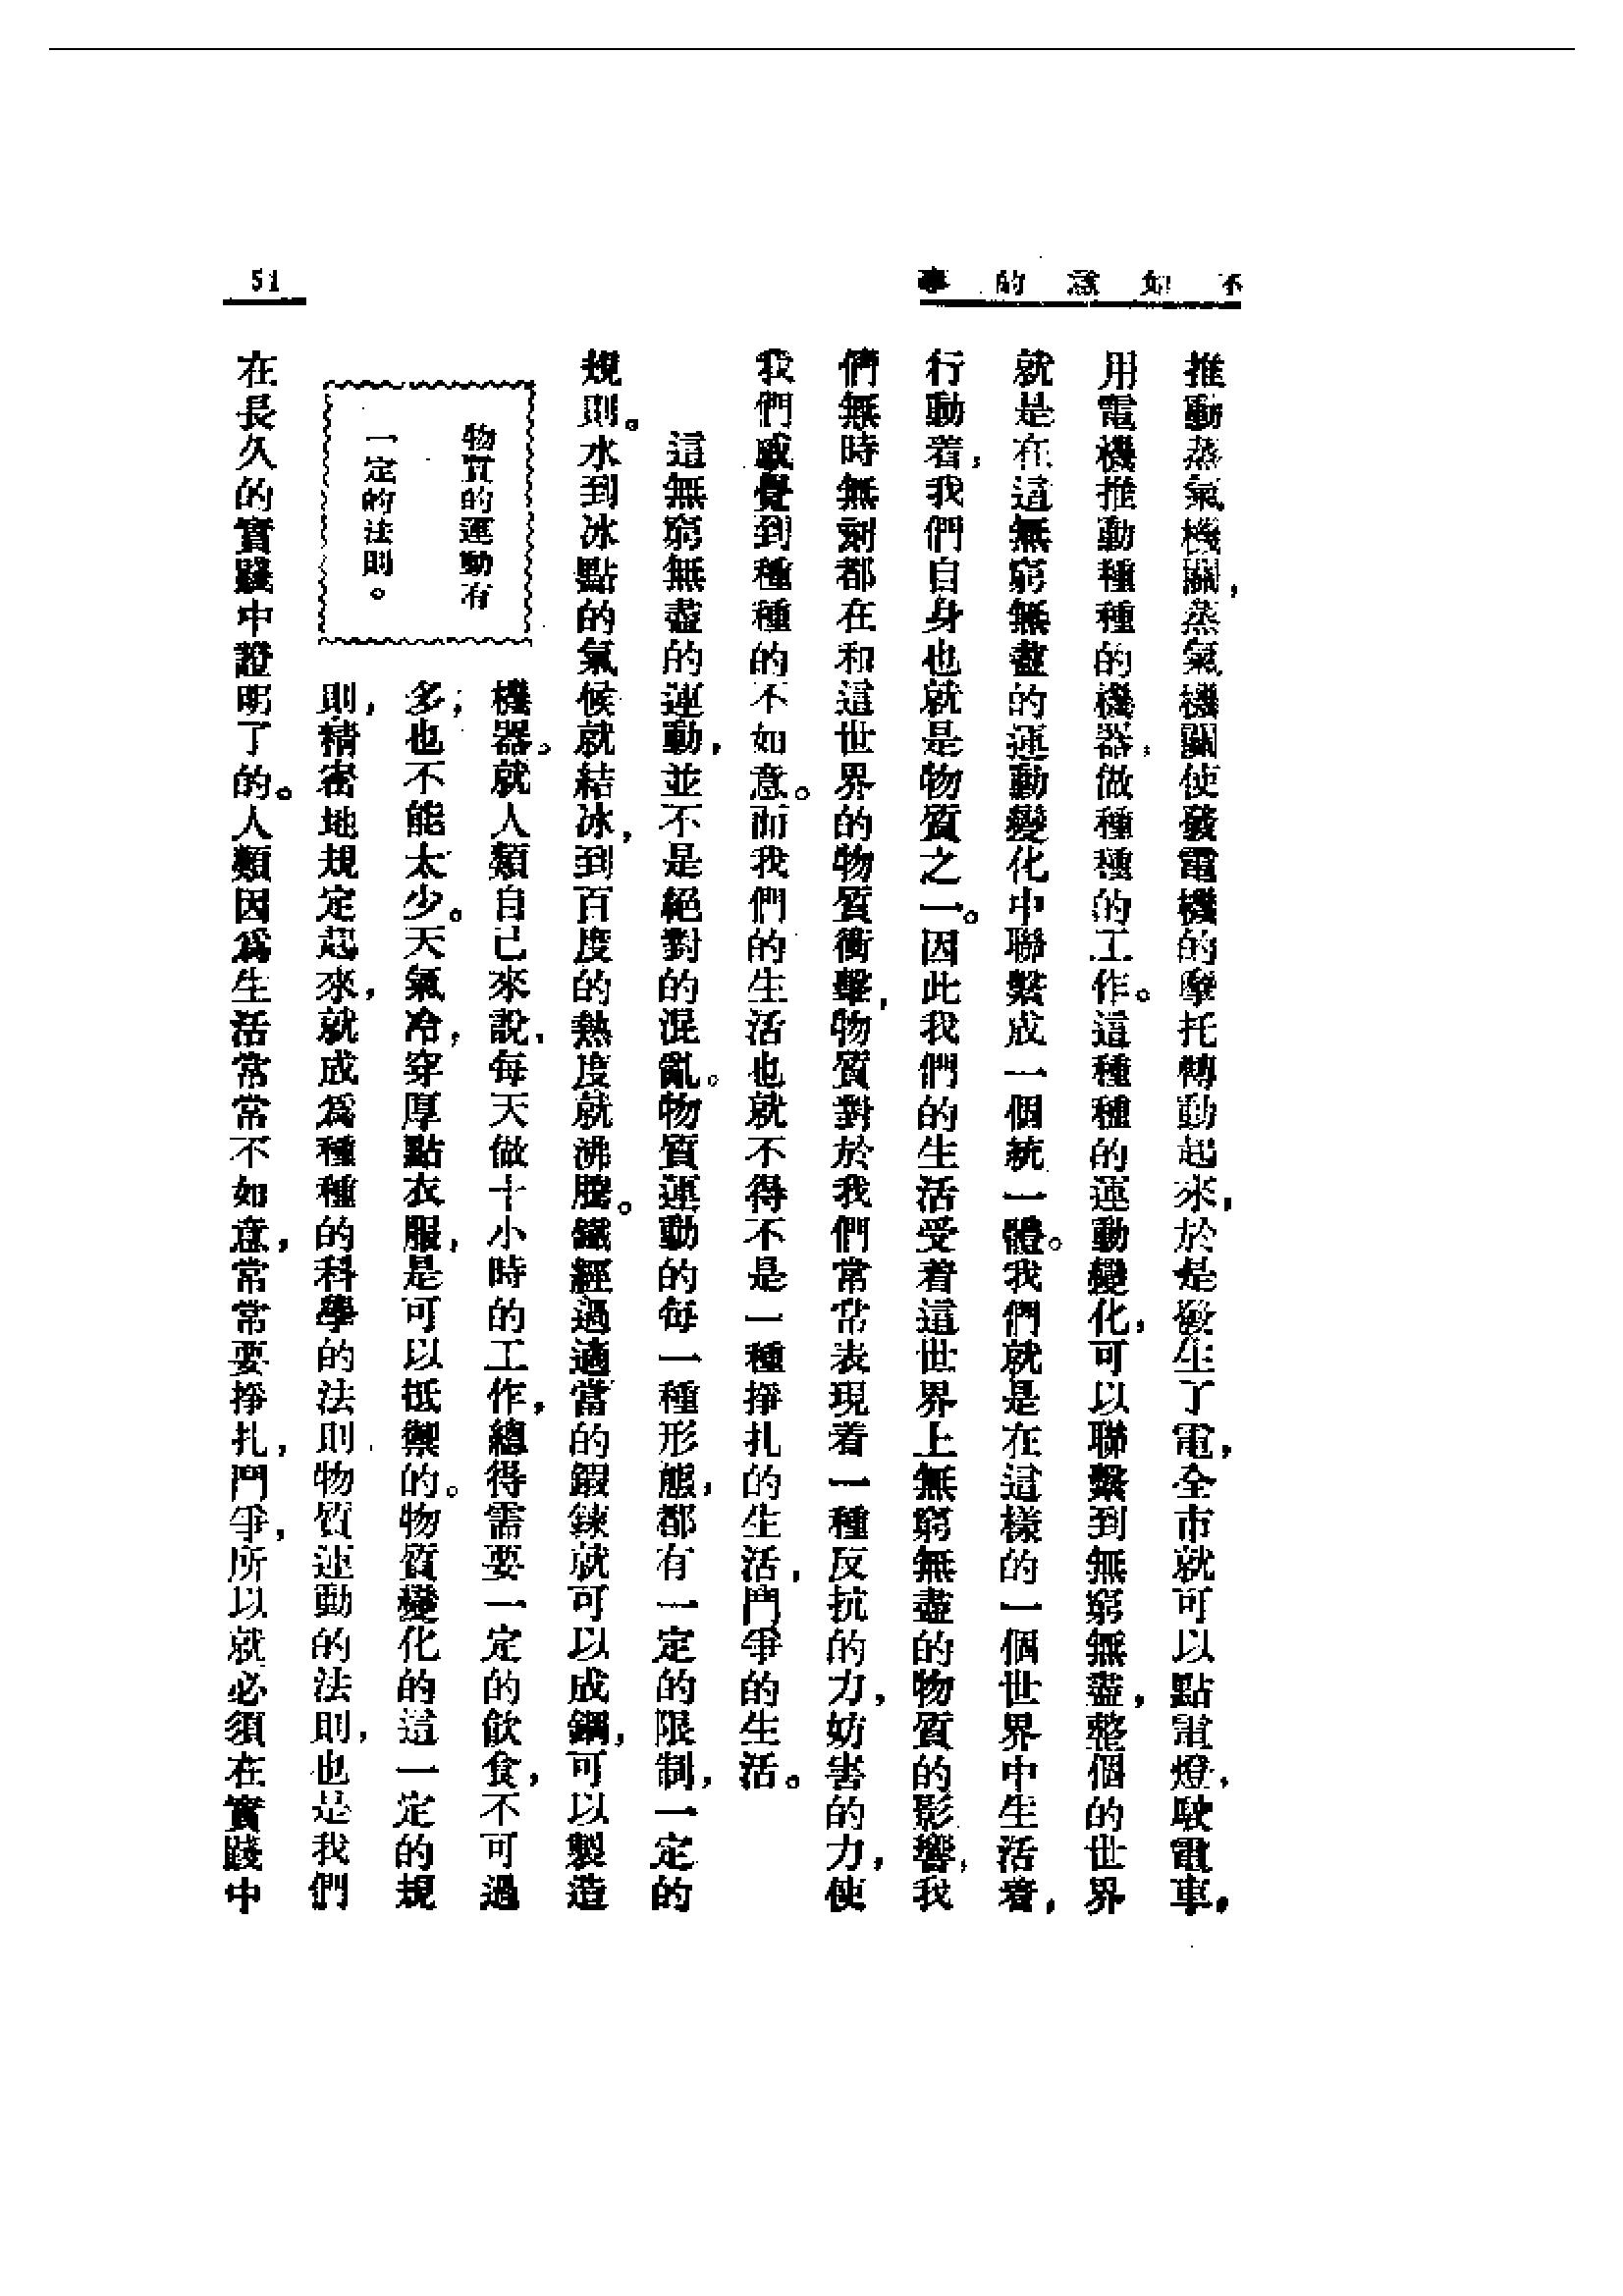 不如意的事
51
推動蒸氣機關，蒸氣機關使發電機的摩托轉動起來，於是發生了電，全市就可以點電燈，駛電車，
用電機推動種種的機器，做種種的工作。這種種的運動變化，可以聯繫到無窮無盡，整個的世界
就是在這無窮無盡的運動變化中聯繫成一個統一體。我們就是在這樣的一個世界中生活着，
行動着，我們自身也就是物質之一。因此我們的生活受着這世界上無窮無盡的物質的影響，我
們無時無刻都在和這世界的物質衝擊，物質對於我們常常表現着一種反抗的力，妨害的力，使
我們感覺到種種的不如意。而我們的生活也就不得不是一種掙扎的生活，鬥爭的生活。
這無窮無盡的運動，並不是絕對的混亂。物質運動的每一種形態，都有一定的限制，一定的
規則。水到冰點的氣候就結冰，到百度的熱度就沸騰。鐵經過適當的鍛鍊就可以成鋼，可以製造
機器。就人類自己來說，每天做十小時的工作，總得需要一定的飲食，不可過
多，也不能太少。天氣冷，穿厚點衣服，是可以抵禦的。物質變化的這一定的規
物質的運動有
一定的法則。
則，精密地規定起來，就成爲種種的科學的法則，物質運動的法則，也是我們
在長久的實踐中證明了的。人類因爲生活常常不如意，常常要掙扎，鬥爭，所以就必須在實踐中